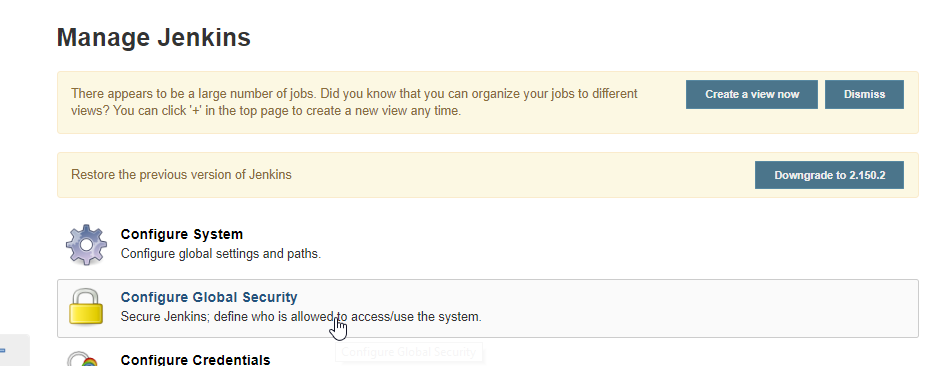 Manage Jenkins
There appears to be a large number of jobs. Did you know that you can organize your jobs to different
views? You can click '+' in the top page to create a new view any time.
Create a view now
Dismiss
Restore the previous version of Jenkins
Downgrade to 2.150.2
Configure System
Configure global settings and paths.
Configure Global Security
Secure Jenkins; define who is allowed to access/use the system.
Configure Global Security
Configure Credentials